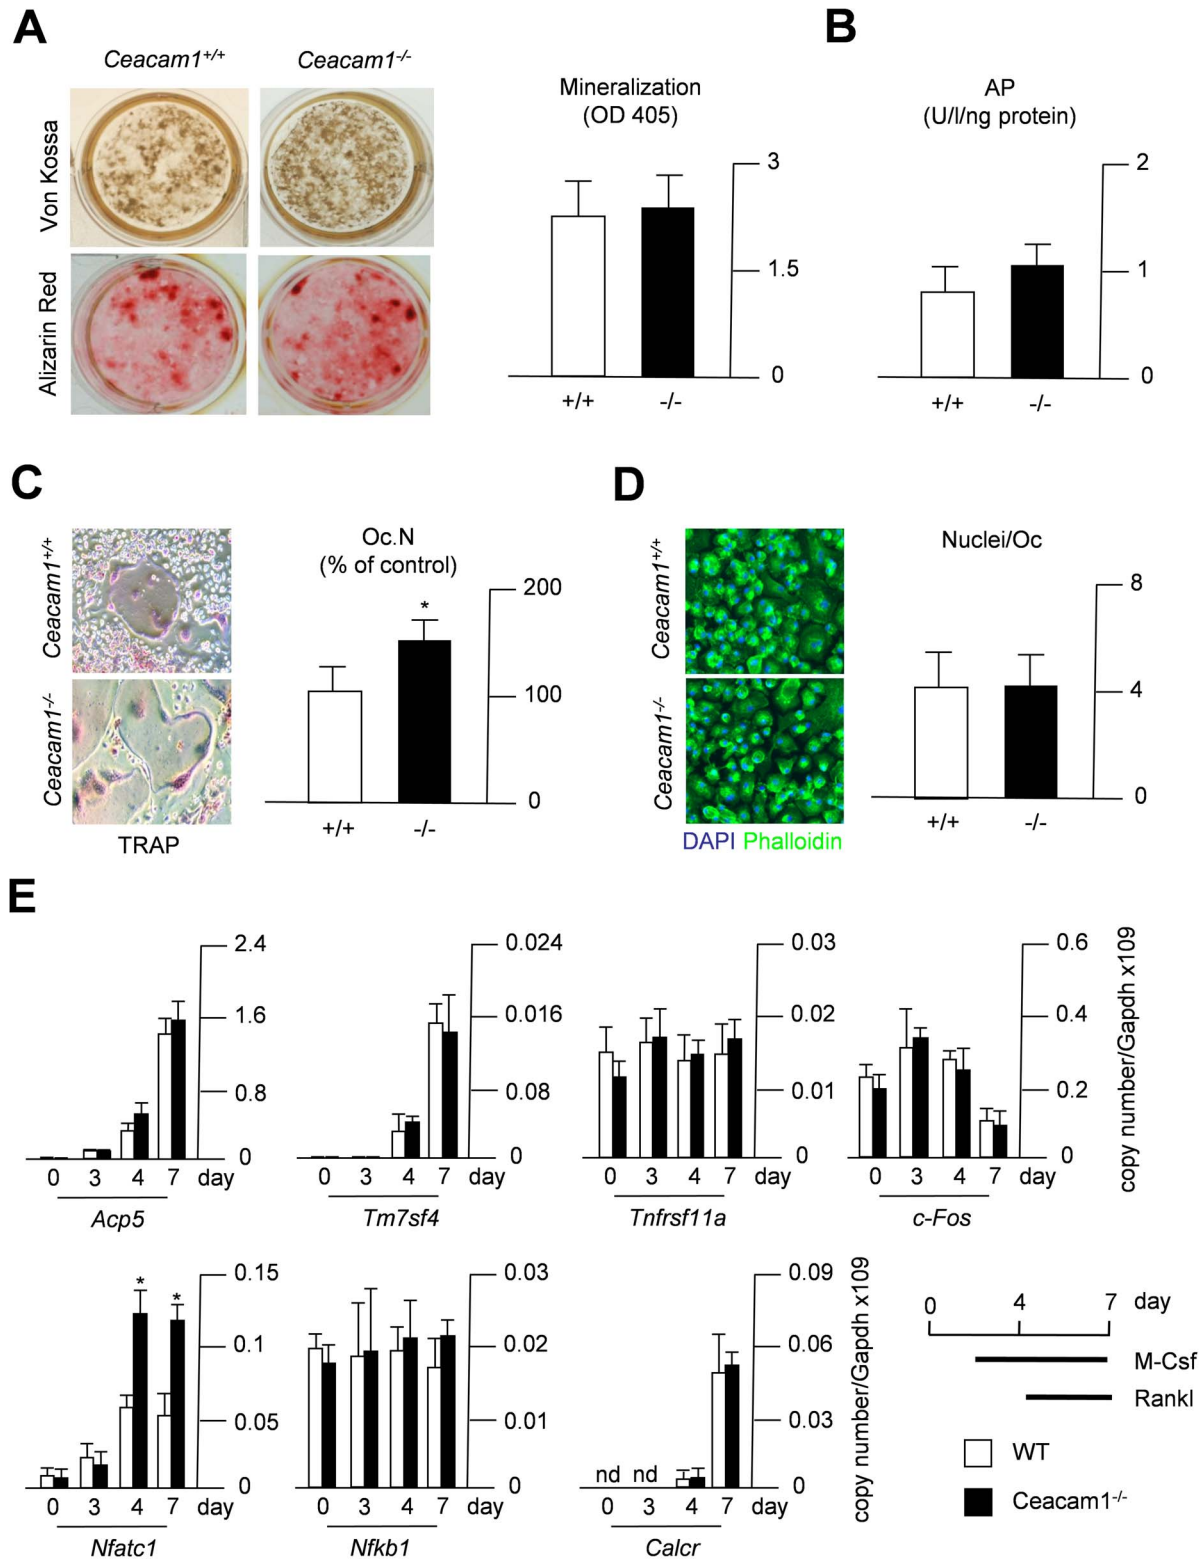 A
Ceacam1+/+
Ceacam1-/-
Von Kossa
Alizarin Red
Mineralization
(OD 405)
3
1.5
0
+/+ -/-
B
AP
(U/l/ng protein)
2
1
0
+/+ -/-
C
Ceacam1+/+
Ceacam1-/-
TRAP
Oc.N
(% of control)
*
200
100
0
+/+ -/-
D
Ceacam1+/+
Ceacam1-/-
DAPI Phalloidin
Nuclei/Oc
8
4
0
+/+ -/-
E
2.4
1.6
0.8
0
0 3 4 7 day
Acp5
0.024
0.016
0.08
0
0 3 4 7 day
Tm7sf4
0.03
0.02
0.01
0
0 3 4 7 day
Tnfrsf11a
0.6
0.4
0.2
0
0 3 4 7 day
c-Fos
copy number/Gapdh x109
* *
0.15
0.1
0.05
0
0 3 4 7 day
Nfatc1
0.03
0.02
0.01
0
0 3 4 7 day
Nfkb1
nd nd
0.09
0.06
0.03
0
0 3 4 7 day
Calcr
copy number/Gapdh x109
0 4 7 day
M-Csf
Rankl
WT
Ceacam1-/-